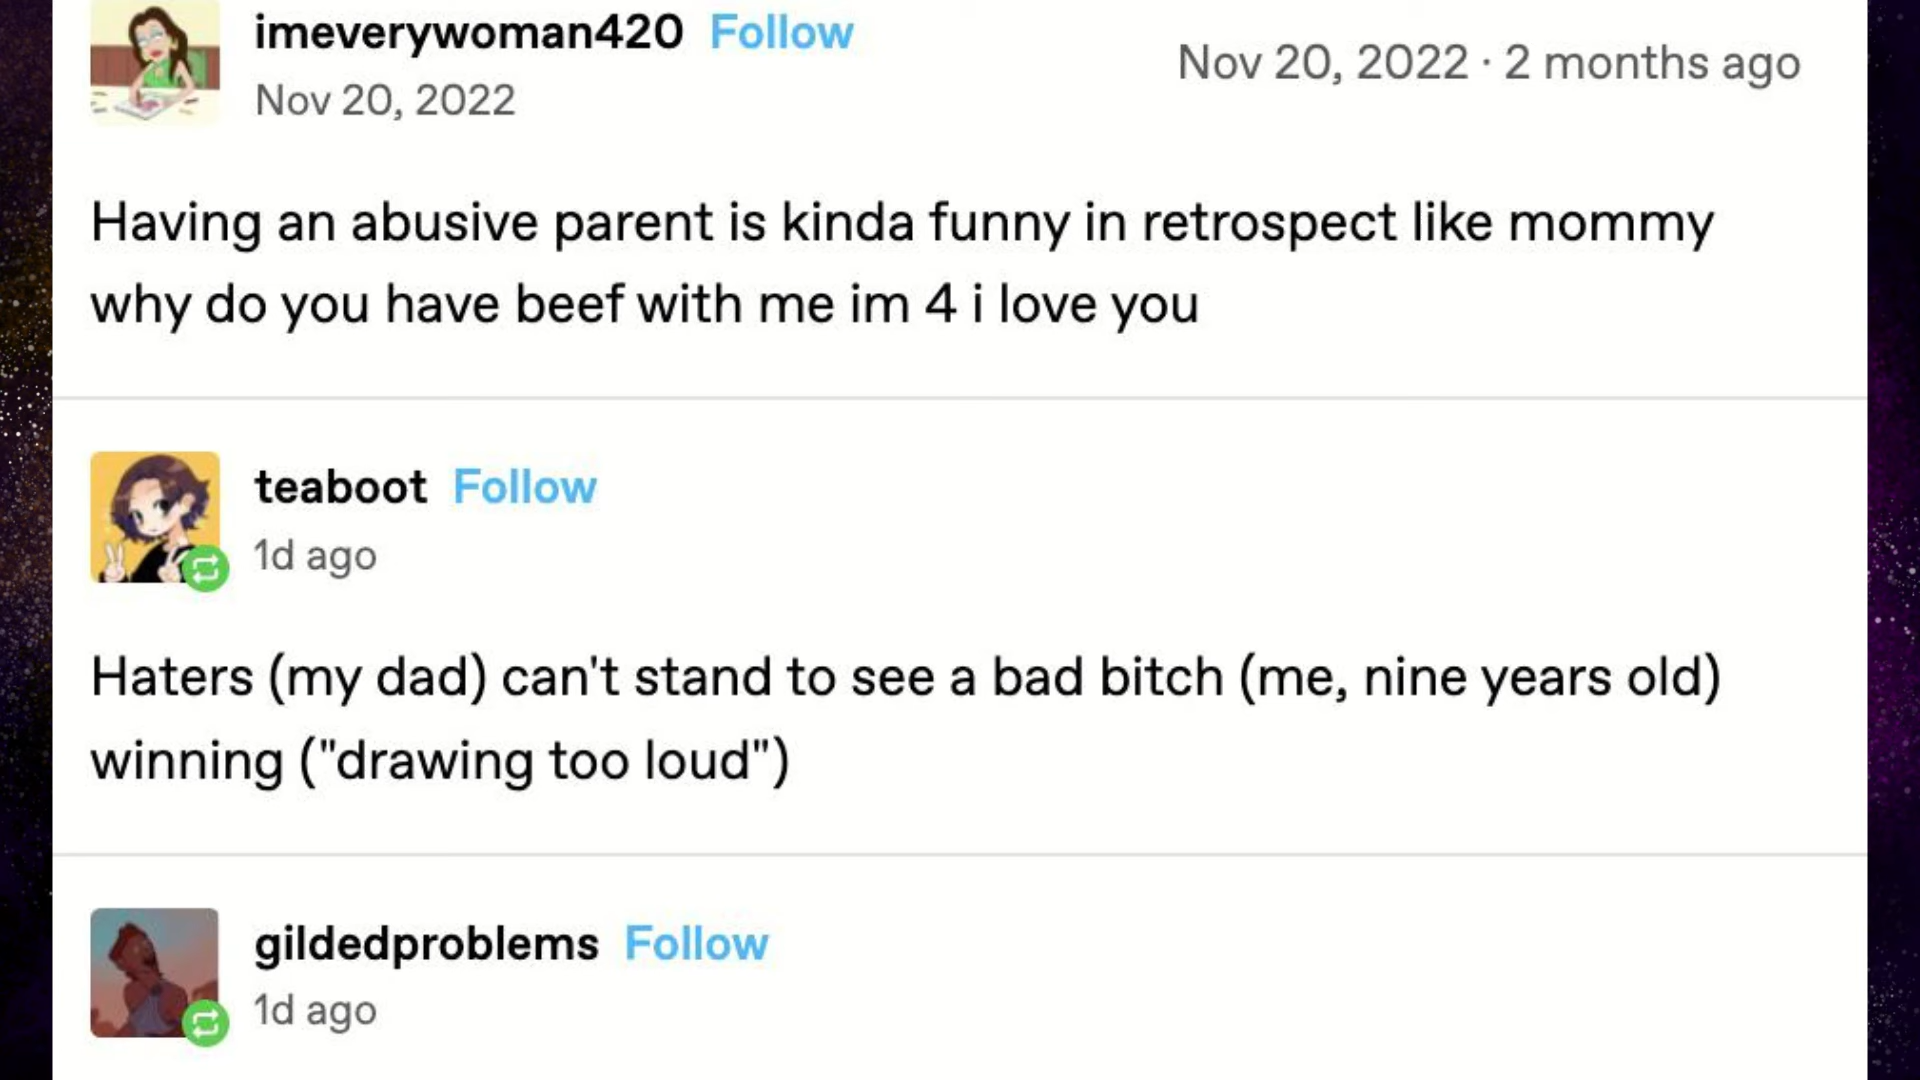 imeverywoman420 Follow
Nov 20, 2022
Nov 20, 2022 · 2 months ago
Having an abusive parent is kinda funny in retrospect like mommy
why do you have beef with me im 4 i love you
teaboot Follow
1d ago
Haters (my dad) can't stand to see a bad bitch (me, nine years old)
winning ("drawing too loud")
gildedproblems Follow
1d ago